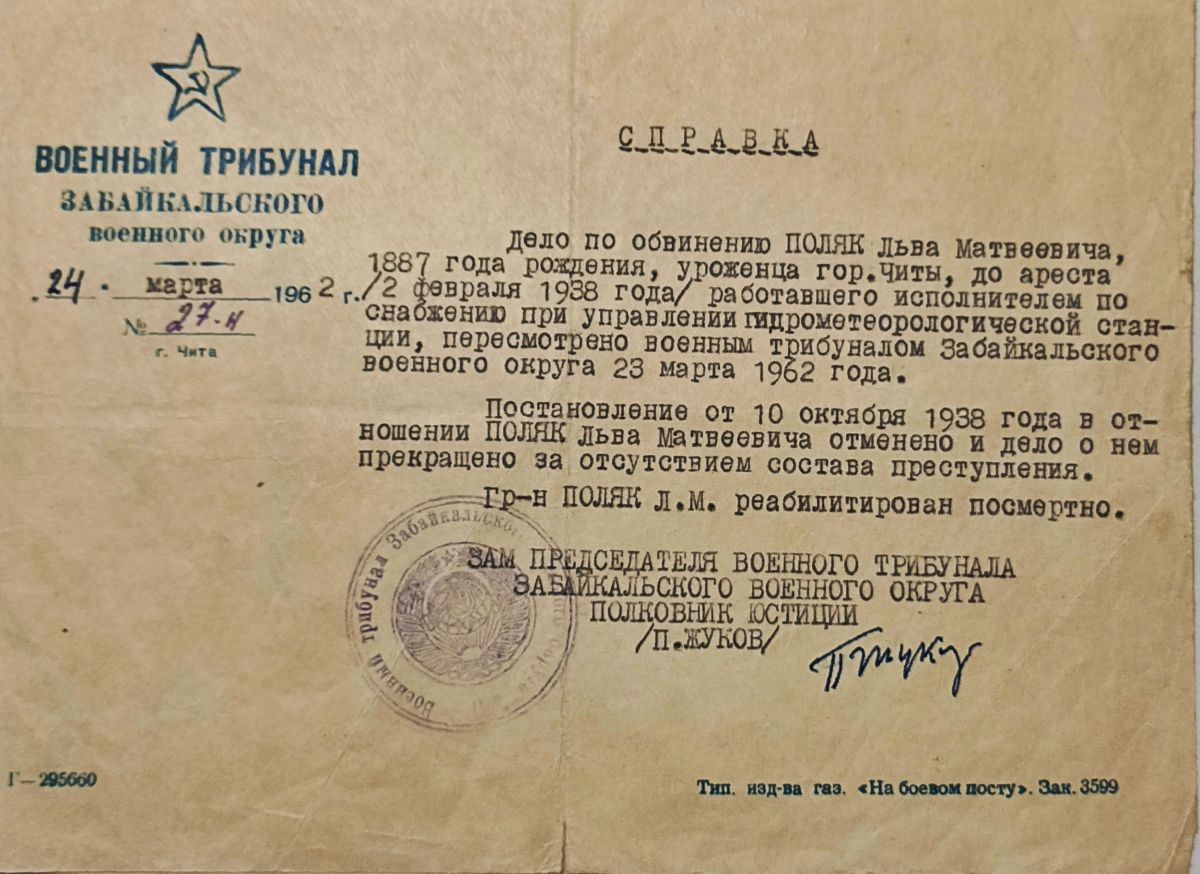 ВОЕННЫЙ ТРИБУНАЛ
ЗАБАЙКАЛЬСКОГО
военного округа
24 . марта 1962 г.
№ 27-н
г. Чита
СПРАВКА
Дело по обвинению ПОЛЯК Льва Матвеевича,
1887 года рождения, уроженца гор.Читы, до ареста
/2 февраля 1938 года/ работавшего исполнителем по
снабжению при управлении гидрометеорологической стан-
ции, пересмотрено военным трибуналом Забайкальского
военного округа 23 марта 1962 года.
Постановление от 10 октября 1938 года в от-
ношении ПОЛЯК Льва Матвеевича отменено и дело о нем
прекращено за отсутствием состава преступления.
Гр-н ПОЛЯК Л.М. реабилитирован посмертно.
ЗАМ ПРЕДСЕДАТЕЛЯ ВОЕННОГО ТРИБУНАЛА
ЗАБАЙКАЛЬСКОГО ВОЕННОГО ОКРУГА
ПОЛКОВНИК ЮСТИЦИИ
/П.ЖУКОВ/
Военный трибунал Забайкальского
Г—295660
Тип. изд-ва газ. «На боевом посту». Зак. 3599